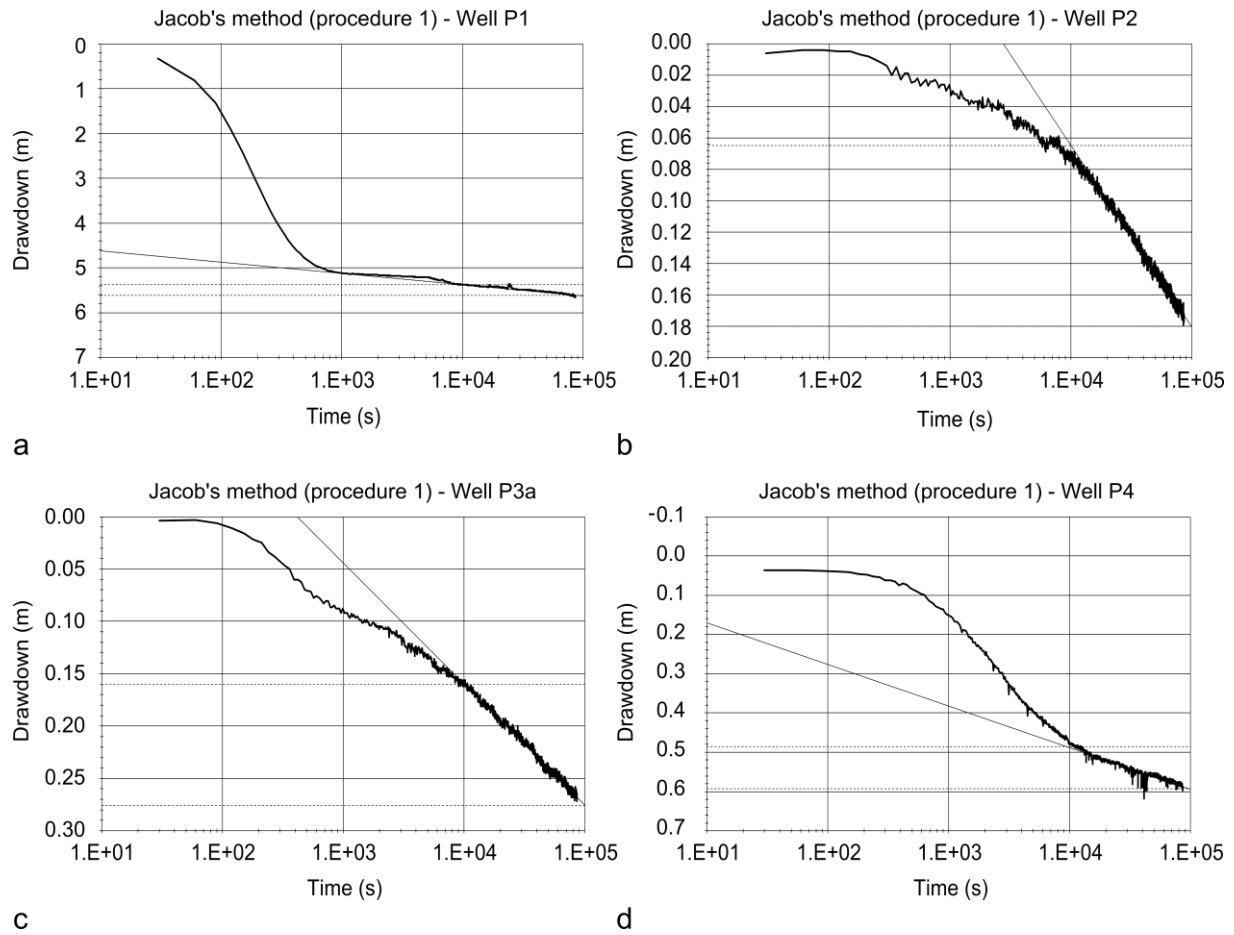 Jacob's method (procedure 1) - Well P1
0
1
2
3
4
5
6
7
Drawdown (m)
1.E+01 1.E+02 1.E+03 1.E+04 1.E+05
Time (s)
a
Jacob's method (procedure 1) - Well P2
0.00
0.02
0.04
0.06
0.08
0.10
0.12
0.14
0.16
0.18
0.20
Drawdown (m)
1.E+01 1.E+02 1.E+03 1.E+04 1.E+05
Time (s)
b
Jacob's method (procedure 1) - Well P3a
0.00
0.05
0.10
0.15
0.20
0.25
0.30
Drawdown (m)
1.E+01 1.E+02 1.E+03 1.E+04 1.E+05
Time (s)
c
Jacob's method (procedure 1) - Well P4
-0.1
0.0
0.1
0.2
0.3
0.4
0.5
0.6
0.7
Drawdown (m)
1.E+01 1.E+02 1.E+03 1.E+04 1.E+05
Time (s)
d